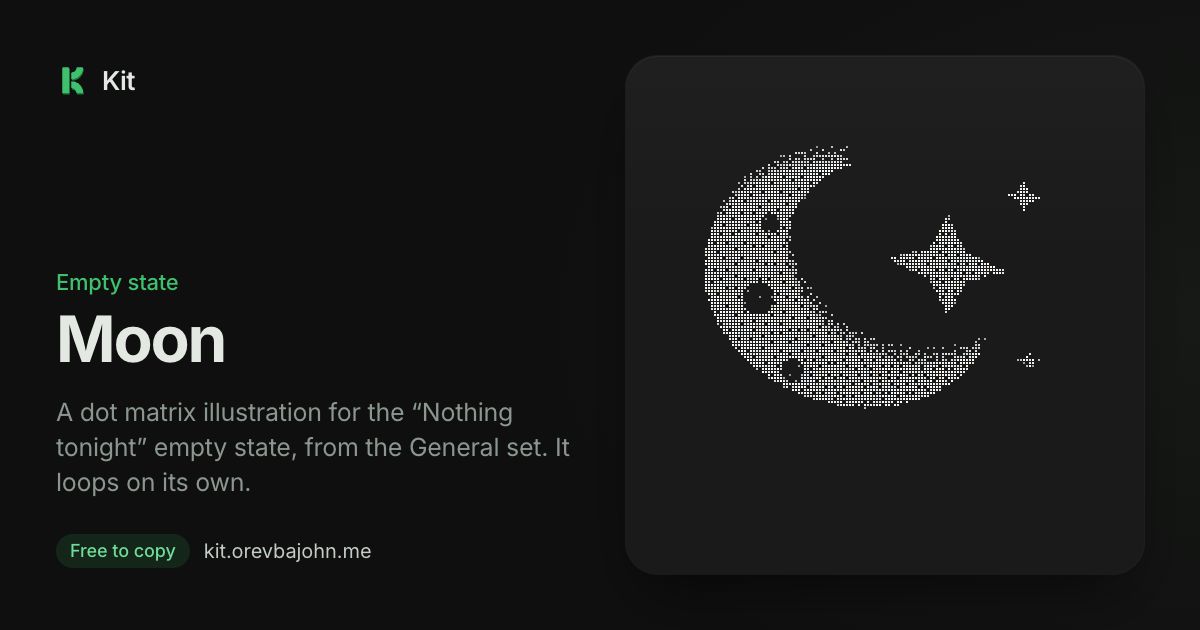 Kit
Empty state
Moon
A dot matrix illustration for the “Nothing
tonight” empty state, from the General set. It
loops on its own.
Free to copy
kit.orevbajohn.me